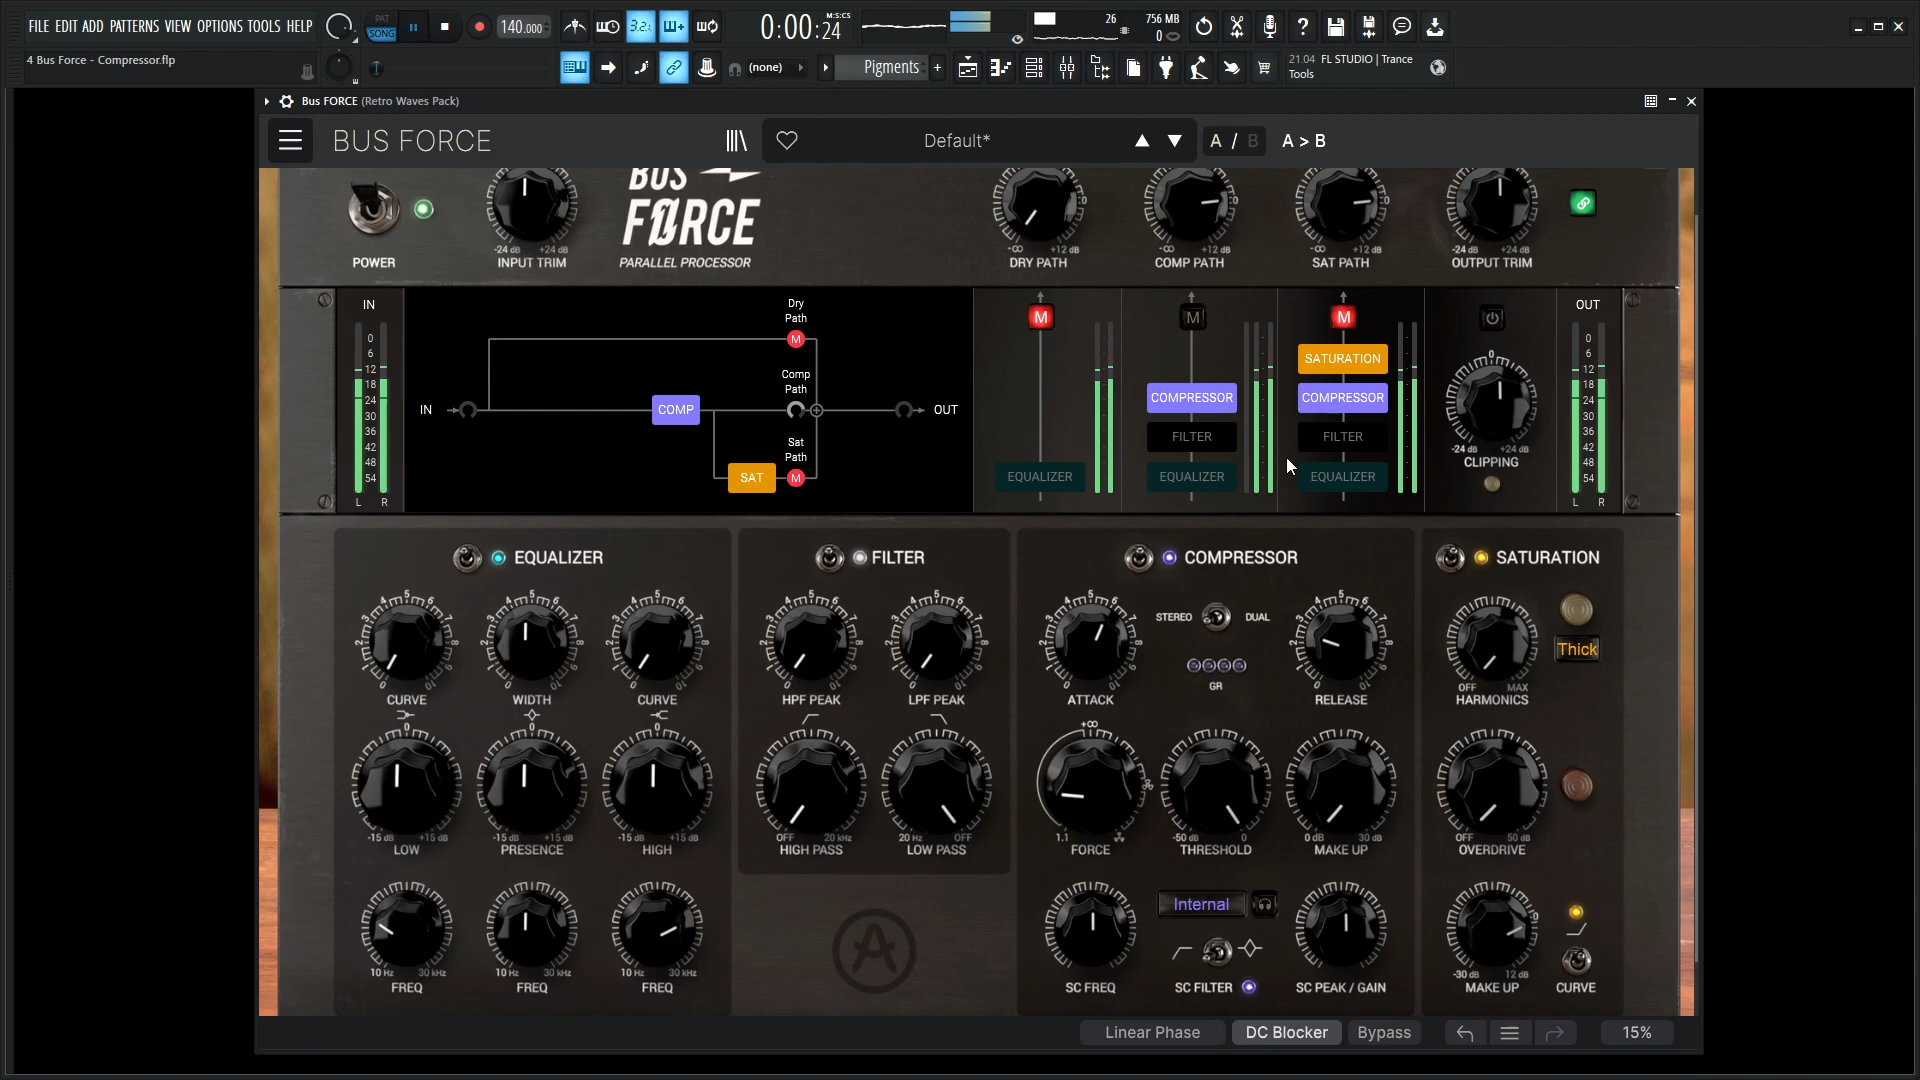 FILE EDIT ADD PATTERNS VIEW OPTIONS TOOLS HELP
PAT
SONG
140.000
3.2.
0:00:24
M:S:CS
26
756 MB
0
4 Bus Force - Compressor.flp
(none)
Pigments
21.04 FL STUDIO | Trance
Tools
Bus FORCE (Retro Waves Pack)
BUS FORCE
Default*
A / B
A > B
BUS
FORCE
PARALLEL PROCESSOR
POWER
-24 dB +24 dB
INPUT TRIM
-∞ +12 dB
DRY PATH
-∞ +12 dB
COMP PATH
-∞ +12 dB
SAT PATH
-24 dB +24 dB
OUTPUT TRIM
IN
0
6
12
18
24
30
36
42
48
54
L R
IN
Dry
Path
M
COMP
Comp
Path
SAT
Sat
Path
M
OUT
M
EQUALIZER
M
COMPRESSOR
FILTER
EQUALIZER
M
SATURATION
COMPRESSOR
FILTER
EQUALIZER
0
-24 dB +24 dB
CLIPPING
OUT
0
6
12
18
24
30
36
42
48
54
L R
EQUALIZER
CURVE
WIDTH
CURVE
-15 dB +15 dB
LOW
-15 dB +15 dB
PRESENCE
-15 dB +15 dB
HIGH
10 Hz 30 kHz
FREQ
10 Hz 30 kHz
FREQ
10 Hz 30 kHz
FREQ
FILTER
HPF PEAK
LPF PEAK
OFF 20 kHz
HIGH PASS
20 Hz OFF
LOW PASS
COMPRESSOR
ATTACK
STEREO DUAL
GR
RELEASE
+∞
1.1
FORCE
-50 dB 0
THRESHOLD
0 dB 30 dB
MAKE UP
SC FREQ
Internal
SC FILTER
SC PEAK / GAIN
SATURATION
OFF MAX
HARMONICS
Thick
OFF 50 dB
OVERDRIVE
0
-30 dB 12 dB
MAKE UP
CURVE
Linear Phase
DC Blocker
Bypass
15%